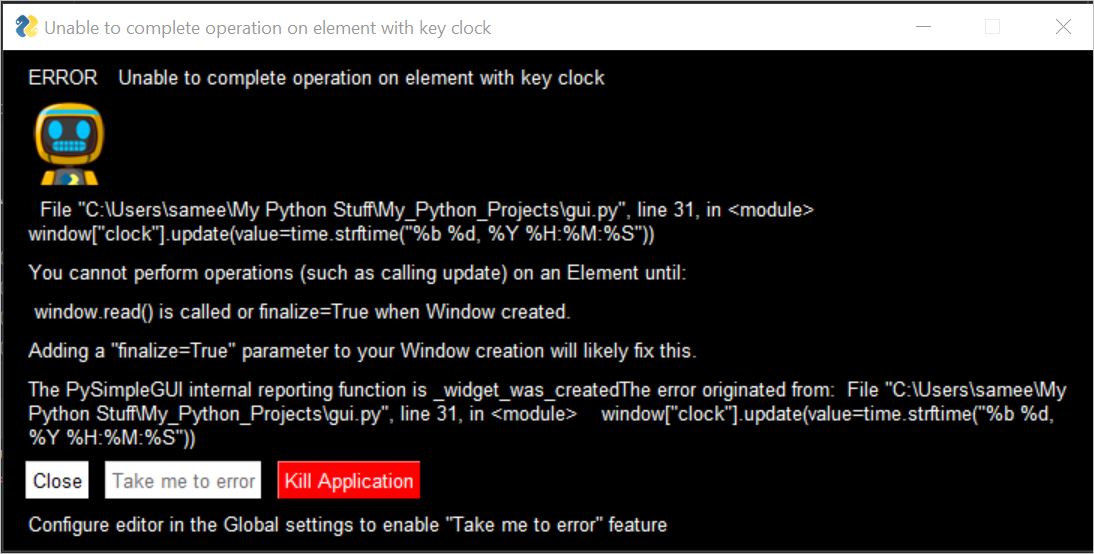 Unable to complete operation on element with key clock
ERROR Unable to complete operation on element with key clock
File "C:\Users\samee\My Python Stuff\My_Python_Projects\gui.py", line 31, in <module>
window["clock"].update(value=time.strftime("%b %d, %Y %H:%M:%S"))
You cannot perform operations (such as calling update) on an Element until:
window.read() is called or finalize=True when Window created.
Adding a "finalize=True" parameter to your Window creation will likely fix this.
The PySimpleGUI internal reporting function is _widget_was_createdThe error originated from: File "C:\Users\samee\My
Python Stuff\My_Python_Projects\gui.py", line 31, in <module> window["clock"].update(value=time.strftime("%b %d,
%Y %H:%M:%S"))
Close Take me to error Kill Application
Configure editor in the Global settings to enable "Take me to error" feature